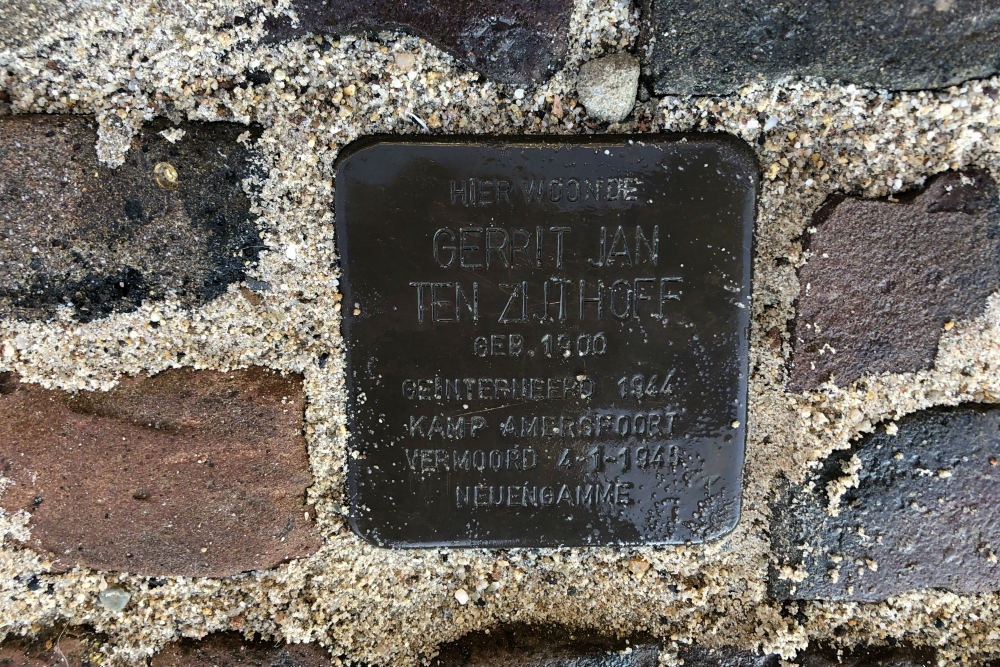 HIER WOONDE
GERRIT JAN
TEN ZIJTHOFF
GEB. 1900
GEÏNTERNEERD 1944
KAMP AMERSFOORT
VERMOORD 4-1-1945
NEUENGAMME